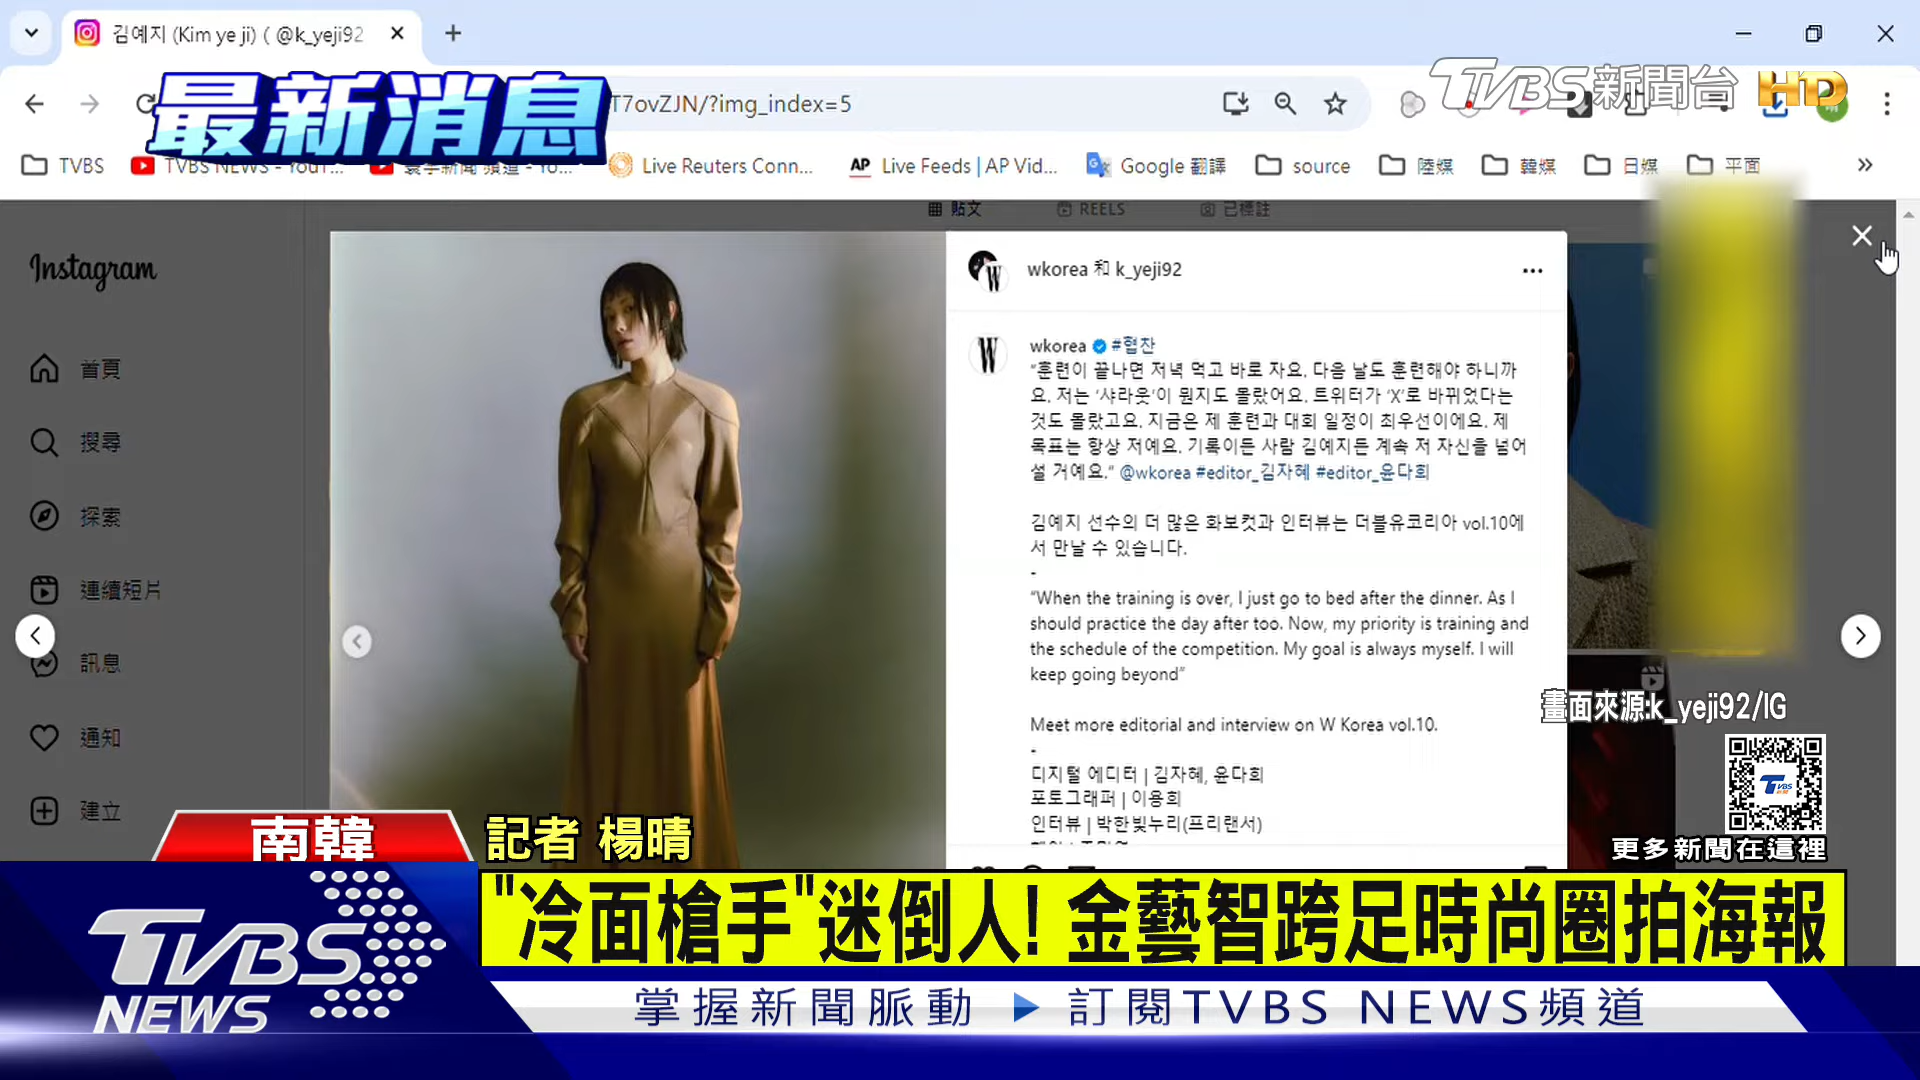 김예지 (Kim ye ji) ( @k_yeji92
最新消息
T7ovZJN/?img_index=5
TVBS新聞台 HD
TVBS
TVBS NEWS - YouT...
寰宇新聞 頻道 - Yo...
Live Reuters Conn...
AP Live Feeds | AP Vid...
Google 翻譯
source
陸媒
韓媒
日媒
平面
貼文
REELS
已標註
Instagram
首頁
搜尋
探索
連續短片
訊息
通知
建立
wkorea 和 k_yeji92
wkorea #협찬
“훈련이 끝나면 저녁 먹고 바로 자요. 다음 날도 훈련해야 하니까
요. 저는 ‘샤라웃’이 뭔지도 몰랐어요. 트위터가 ‘X’로 바뀌었다는
것도 몰랐고요. 지금은 제 훈련과 대회 일정이 최우선이에요. 제
목표는 항상 저예요. 기록이든 사람 김예지든 계속 저 자신을 넘어
설 거예요.” @wkorea #editor_김자혜 #editor_윤다희
김예지 선수의 더 많은 화보컷과 인터뷰는 더블유코리아 vol.10에
서 만날 수 있습니다.
-
“When the training is over, I just go to bed after the dinner. As I
should practice the day after too. Now, my priority is training and
the schedule of the competition. My goal is always myself. I will
keep going beyond”
Meet more editorial and interview on W Korea vol.10.
-
디지털 에디터 | 김자혜, 윤다희
포토그래퍼 | 이용희
인터뷰 | 박한빛누리(프리랜서)
畫面來源:k_yeji92/IG
TVBS 新聞
更多新聞在這裡
南韓
記者 楊晴
"冷面槍手"迷倒人! 金藝智跨足時尚圈拍海報
TVBS
NEWS
掌握新聞脈動 ▶ 訂閱TVBS NEWS頻道